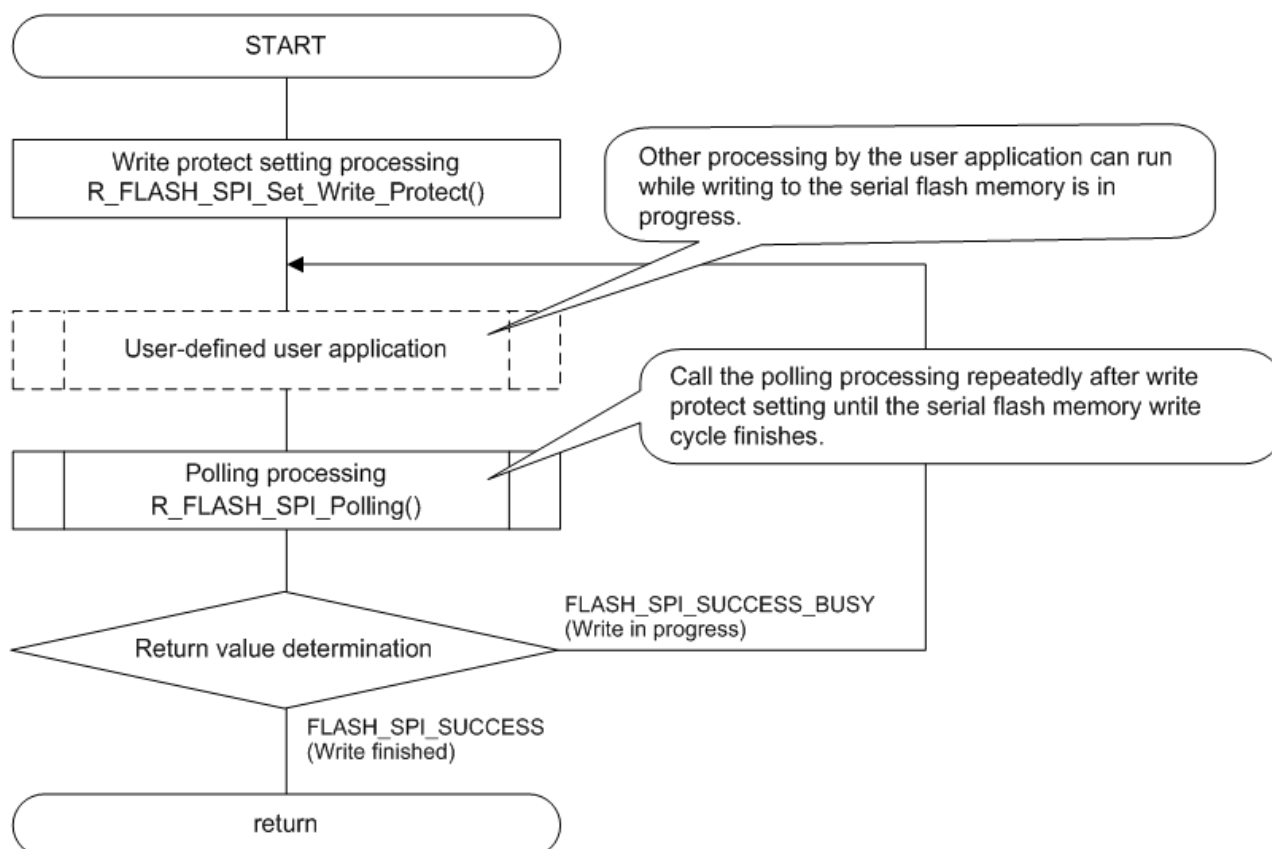 START
Write protect setting processing
R_FLASH_SPI_Set_Write_Protect()
Other processing by the user application can run
while writing to the serial flash memory is in
progress.
User-defined user application
Call the polling processing repeatedly after write
protect setting until the serial flash memory write
cycle finishes.
Polling processing
R_FLASH_SPI_Polling()
FLASH_SPI_SUCCESS_BUSY
(Write in progress)
Return value determination
FLASH_SPI_SUCCESS
(Write finished)
return